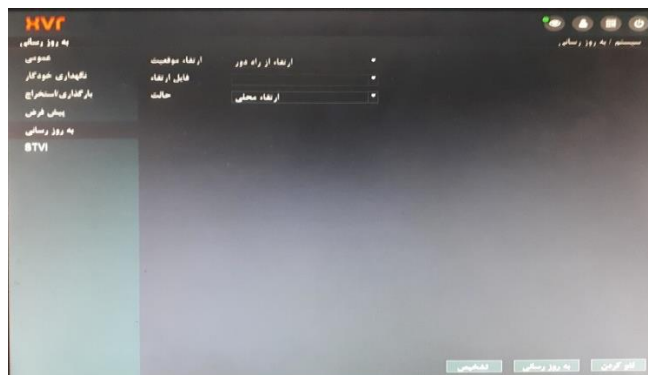 XVr
به روز رسانی
سیستم / به روز رسانی
عمومی
نگهداری خودکار
بارگذاری/استخراج
پیش فرض
به روز رسانی
BTVI
ارتقاء موقعیت
ارتقاء از راه دور
فایل ارتقاء
حالت
ارتقاء محلی
تشخیص
به روز رسانی
لغو کردن